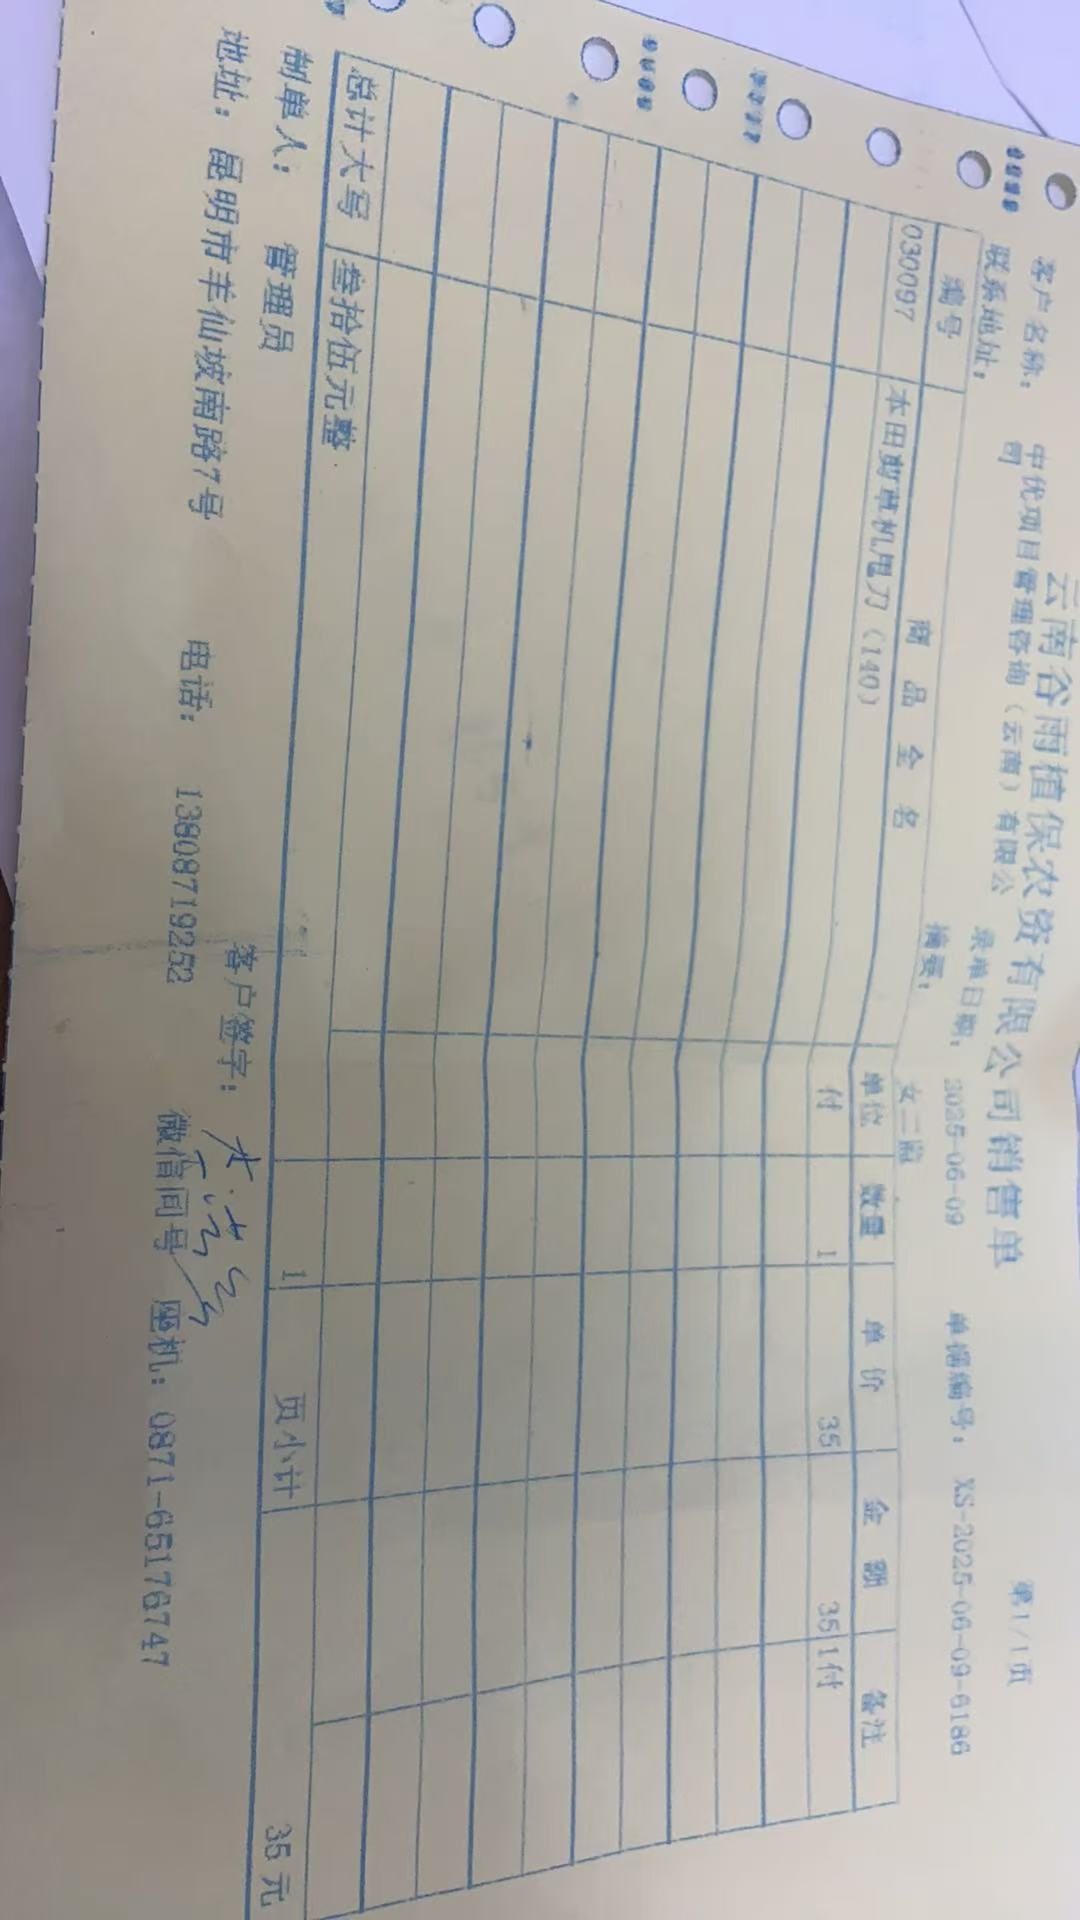 云南谷雨植保农资有限公司销售单
第1/1页
客户名称： 中优项目管理咨询（云南）有限公司 录单日期： 2025-06-09 单据编号： XS-2025-06-09-6186
联系地址： 摘要： 女二监
编号 商品全名 单位 数量 单价 金额 备注
030097 本田剪草机甩刀（140） 付 1 35 35 1付
总计大写 叁拾伍元整 1 页小计 35元
制单人： 管理员 客户签字：
地址： 昆明市羊仙坡南路7号 电话： 13808719252 微信同号 座机：0871-65176747